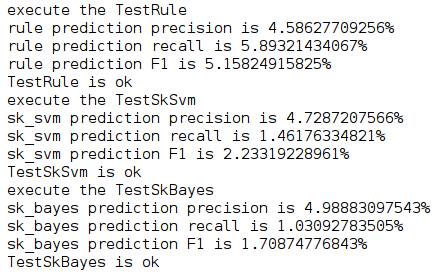 execute the TestRule
rule prediction precision is 4.58627709256%
rule prediction recall is 5.89321434067%
rule prediction F1 is 5.15824915825%
TestRule is ok
execute the TestSkSvm
sk_svm prediction precision is 4.7287207566%
sk_svm prediction recall is 1.46176334821%
sk_svm prediction F1 is 2.23319228961%
TestSkSvm is ok
execute the TestSkBayes
sk_bayes prediction precision is 4.98883097543%
sk_bayes prediction recall is 1.03092783505%
sk_bayes prediction F1 is 1.70874776843%
TestSkBayes is ok